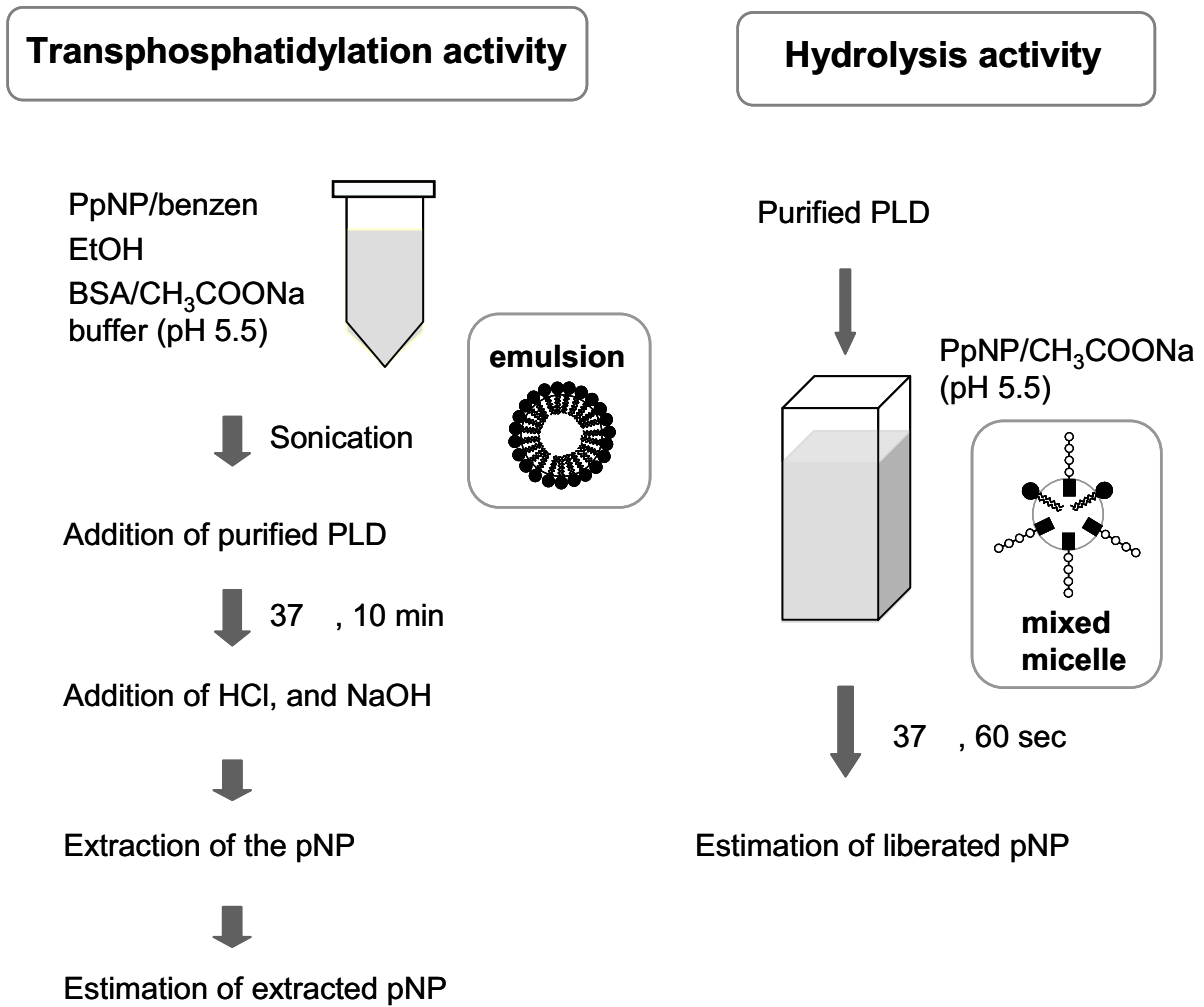 Transphosphatidylation activity
PpNP/benzen
EtOH
BSA/CH₃COONa
buffer (pH 5.5)
emulsion
Sonication
Addition of purified PLD
37 , 10 min
Addition of HCl, and NaOH
Extraction of the pNP
Estimation of extracted pNP
Hydrolysis activity
Purified PLD
PpNP/CH₃COONa
(pH 5.5)
mixed
micelle
37 , 60 sec
Estimation of liberated pNP